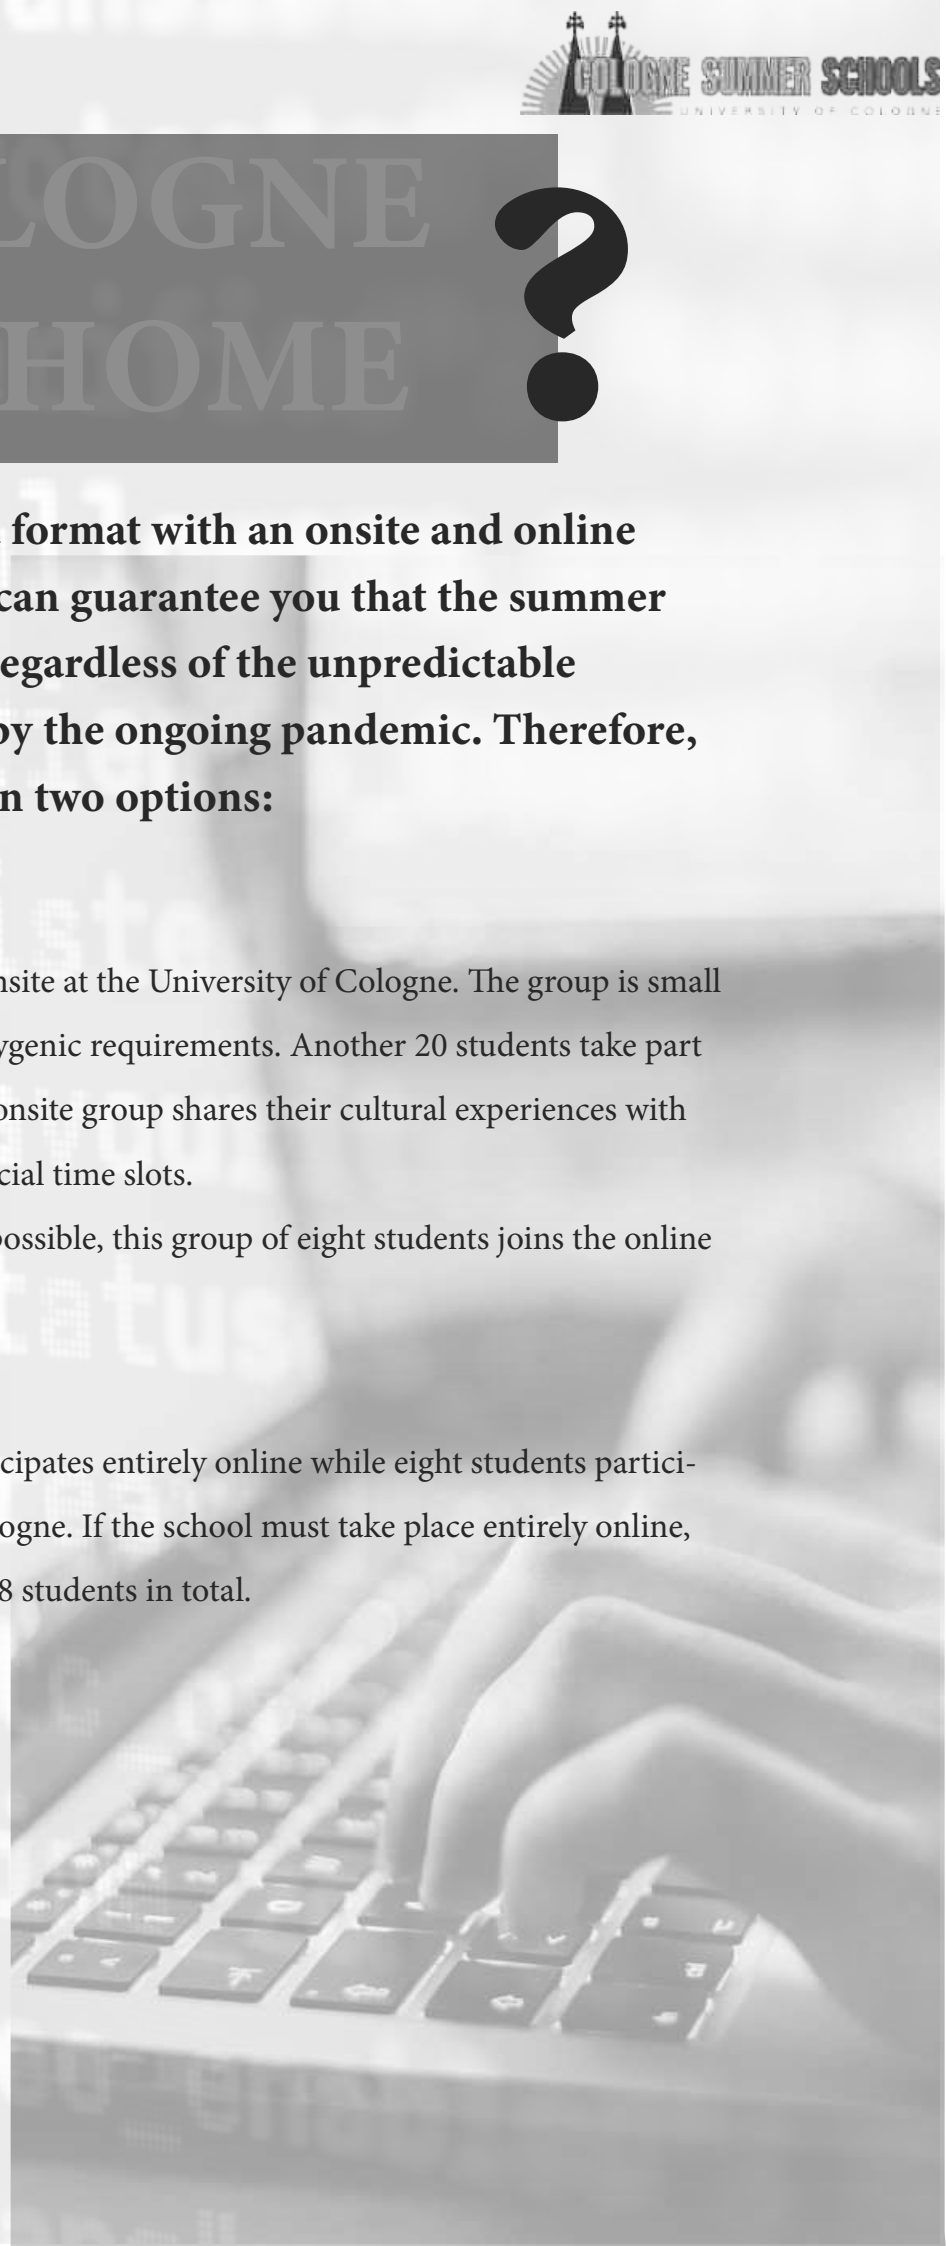 COLOGNE SUMMER SCHOOLS
UNIVERSITY OF COLOGNE
LOGNE
HOME
?
format with an onsite and online
can guarantee you that the summer
egardless of the unpredictable
by the ongoing pandemic. Therefore,
n two options:
nsite at the University of Cologne. The group is small
ygenic requirements. Another 20 students take part
onsite group shares their cultural experiences with
cial time slots.
possible, this group of eight students joins the online
cipates entirely online while eight students partici-
ogne. If the school must take place entirely online,
8 students in total.